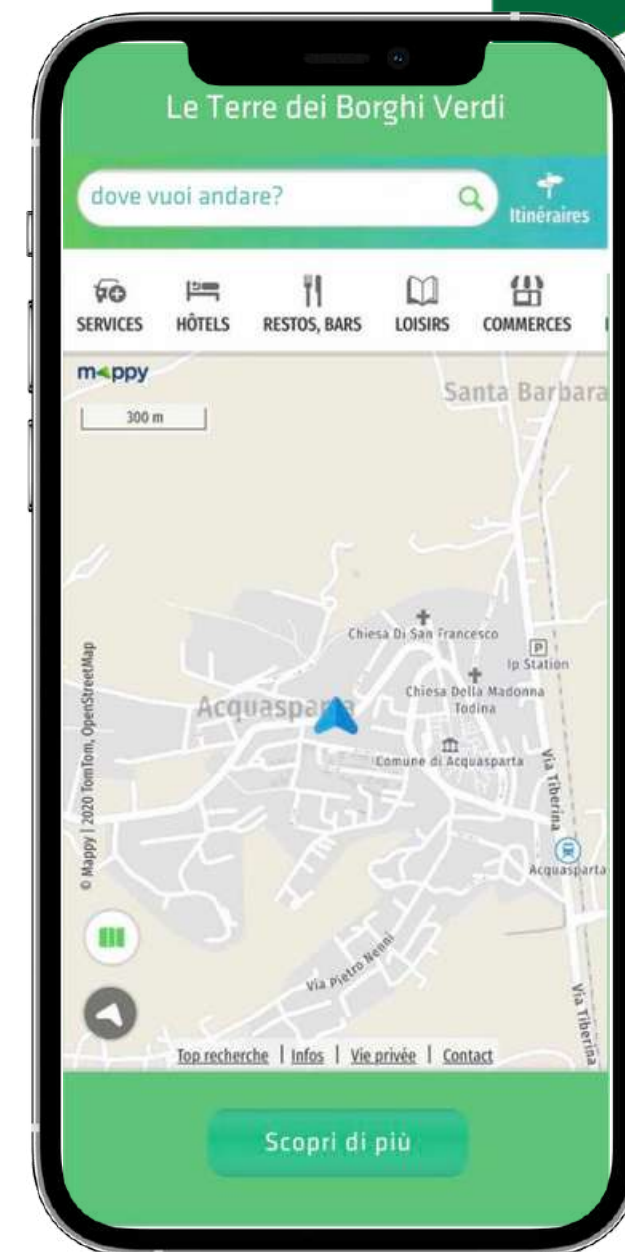 Le Terre dei Borghi Verdi
dove vuoi andare?
Itinéraires
SERVICES
HÔTELS
RESTOS, BARS
LOISIRS
COMMERCES
mappy
300 m
Santa Barbara
Chiesa Di San Francesco
P
Ip Station
Chiesa Della Madonna
Todina
Acquasparta
Comune di Acquasparta
Via Tiberina
Acquasparta
© Mappy | 2020 TomTom, OpenStreetMap
Via Pietro Nenni
Via Tiberina
Top recherche | Infos | Vie privée | Contact
Scopri di più